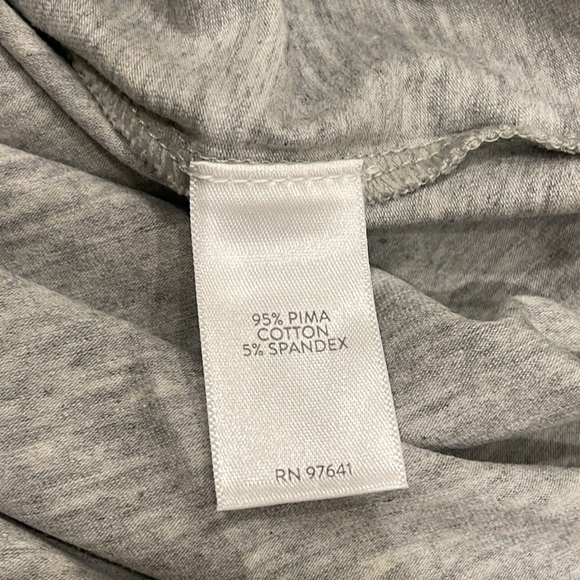 95% PIMA
COTTON
5% SPANDEX
RN 97641